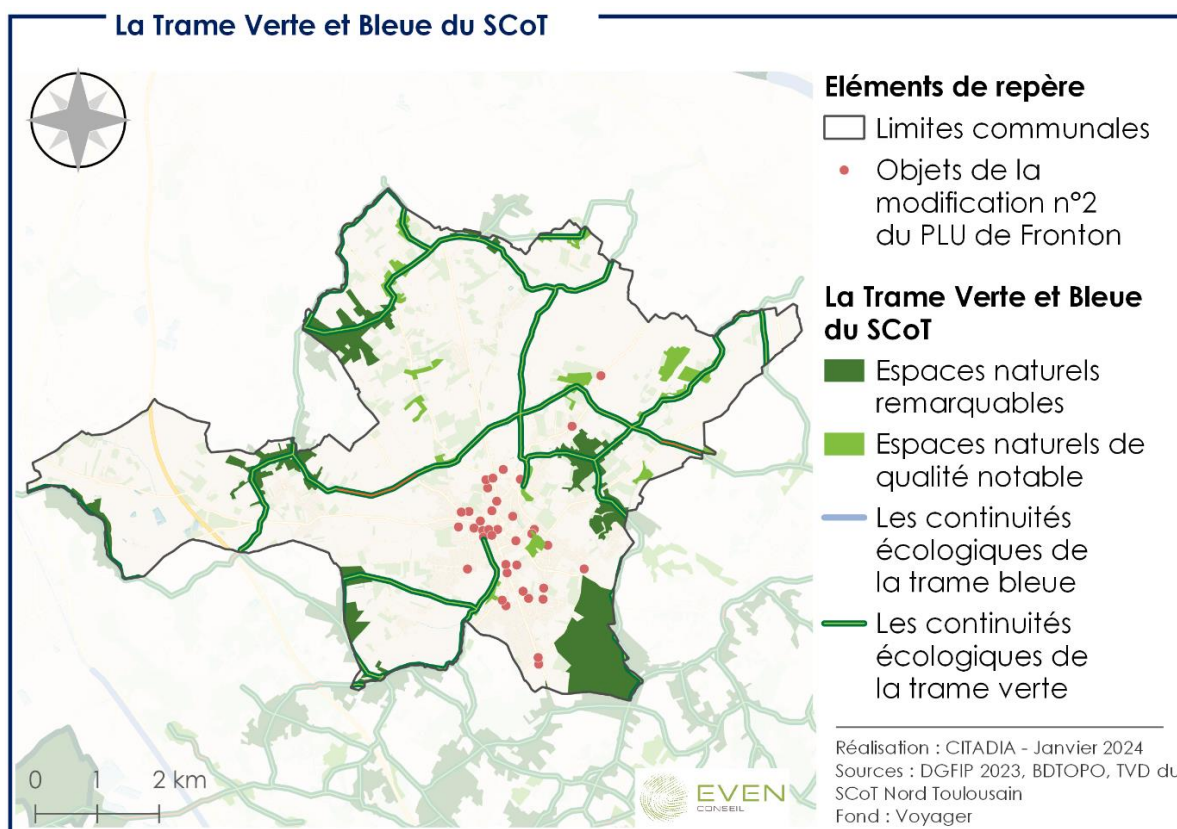 La Trame Verte et Bleue du SCoT
Eléments de repère
Limites communales
Objets de la
modification n°2
du PLU de Fronton
La Trame Verte et Bleue
du SCoT
Espaces naturels
remarquables
Espaces naturels de
qualité notable
Les continuités
écologiques de
la trame bleue
Les continuités
écologiques de
la trame verte
Réalisation : CITADIA - Janvier 2024
Sources : DGFIP 2023, BDTOPO, TVD du
SCoT Nord Toulousain
Fond : Voyager
0 1 2 km
EVEN
CONSEIL